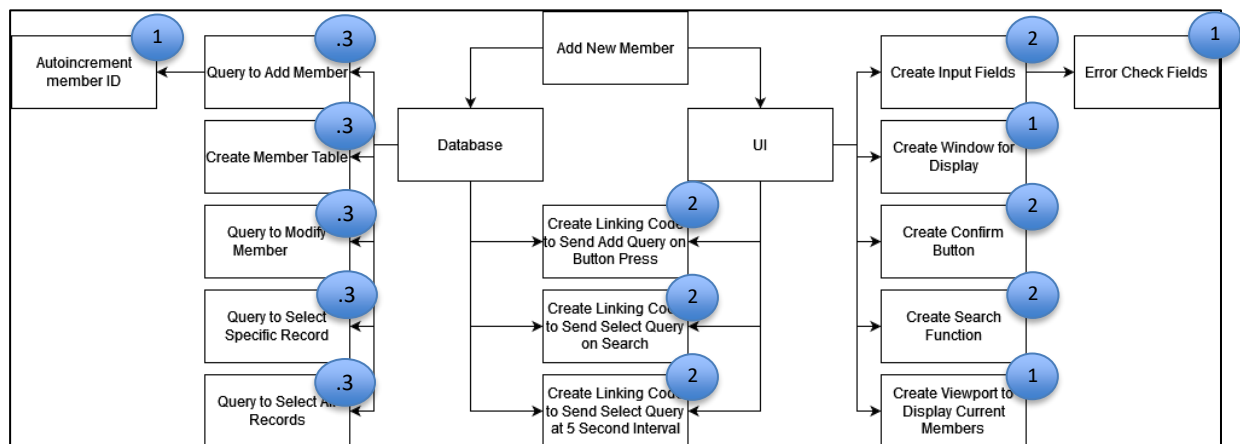 Add New Member
Database
UI
1
Autoincrement
member ID
.3
Query to Add Member
.3
Create Member Table
.3
Query to Modify
Member
.3
Query to Select
Specific Record
.3
Query to Select All
Records
2
Create Linking Code
to Send Add Query on
Button Press
2
Create Linking Code
to Send Select Query
on Search
2
Create Linking Code
to Send Select Query
at 5 Second Interval
2
Create Input Fields
1
Error Check Fields
1
Create Window for
Display
2
Create Confirm
Button
2
Create Search
Function
1
Create Viewport to
Display Current
Members